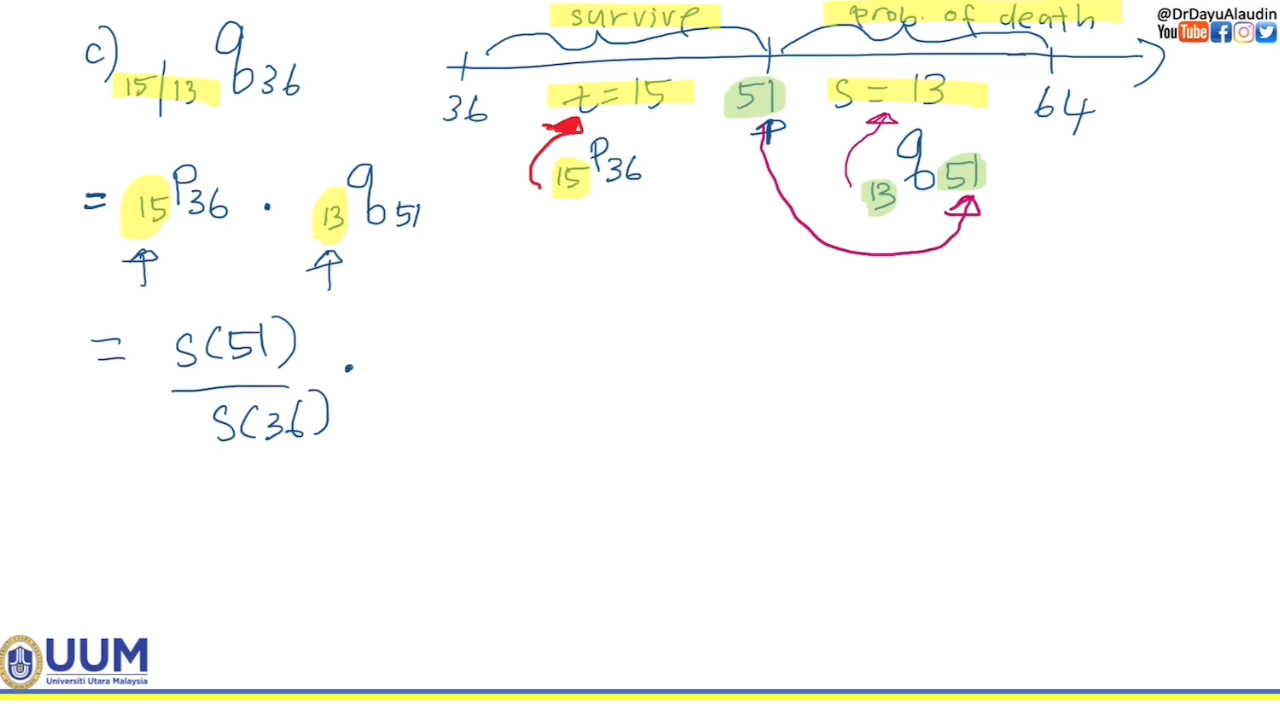 survive prob. of death
@DrDayuAlaudin
YouTube
c) 15|13 q 36
36 t = 15 51 s = 13 64
15 P 36 13 q 51
= 15 P 36 . 13 q 51
= S(51) .
S(36)
UUM
Universiti Utara Malaysia